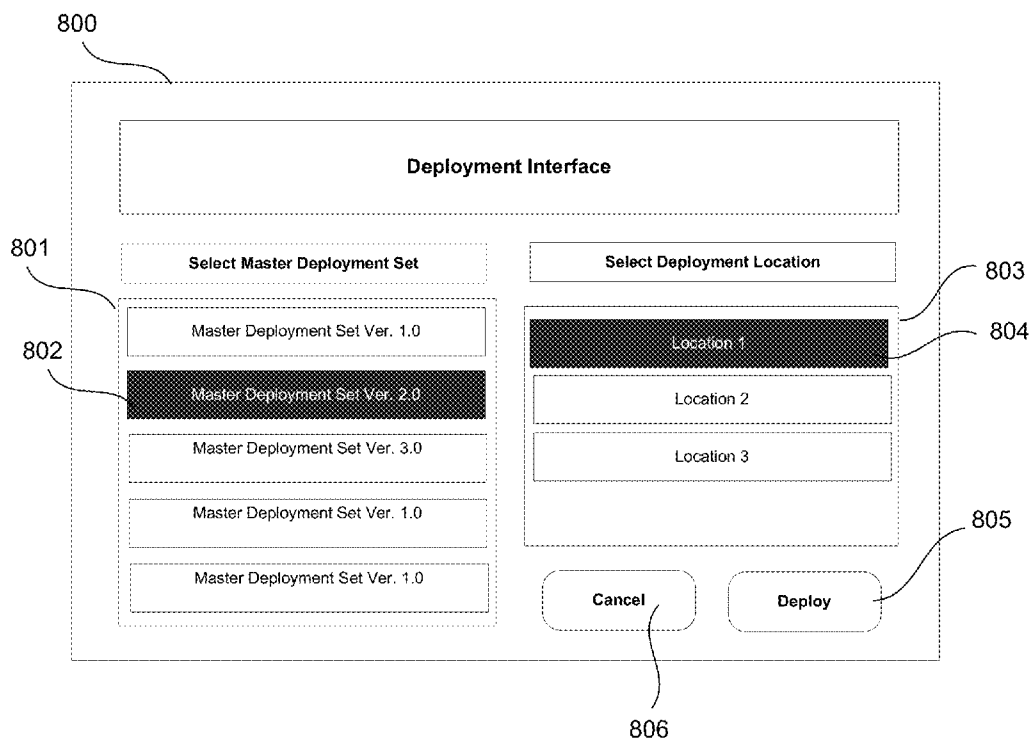 800
Deployment Interface
801
Select Master Deployment Set
Select Deployment Location
803
Master Deployment Set Ver. 1.0
Location 1
804
802
Master Deployment Set Ver. 2.0
Location 2
Master Deployment Set Ver. 3.0
Location 3
Master Deployment Set Ver. 1.0
805
Master Deployment Set Ver. 1.0
Cancel
Deploy
806